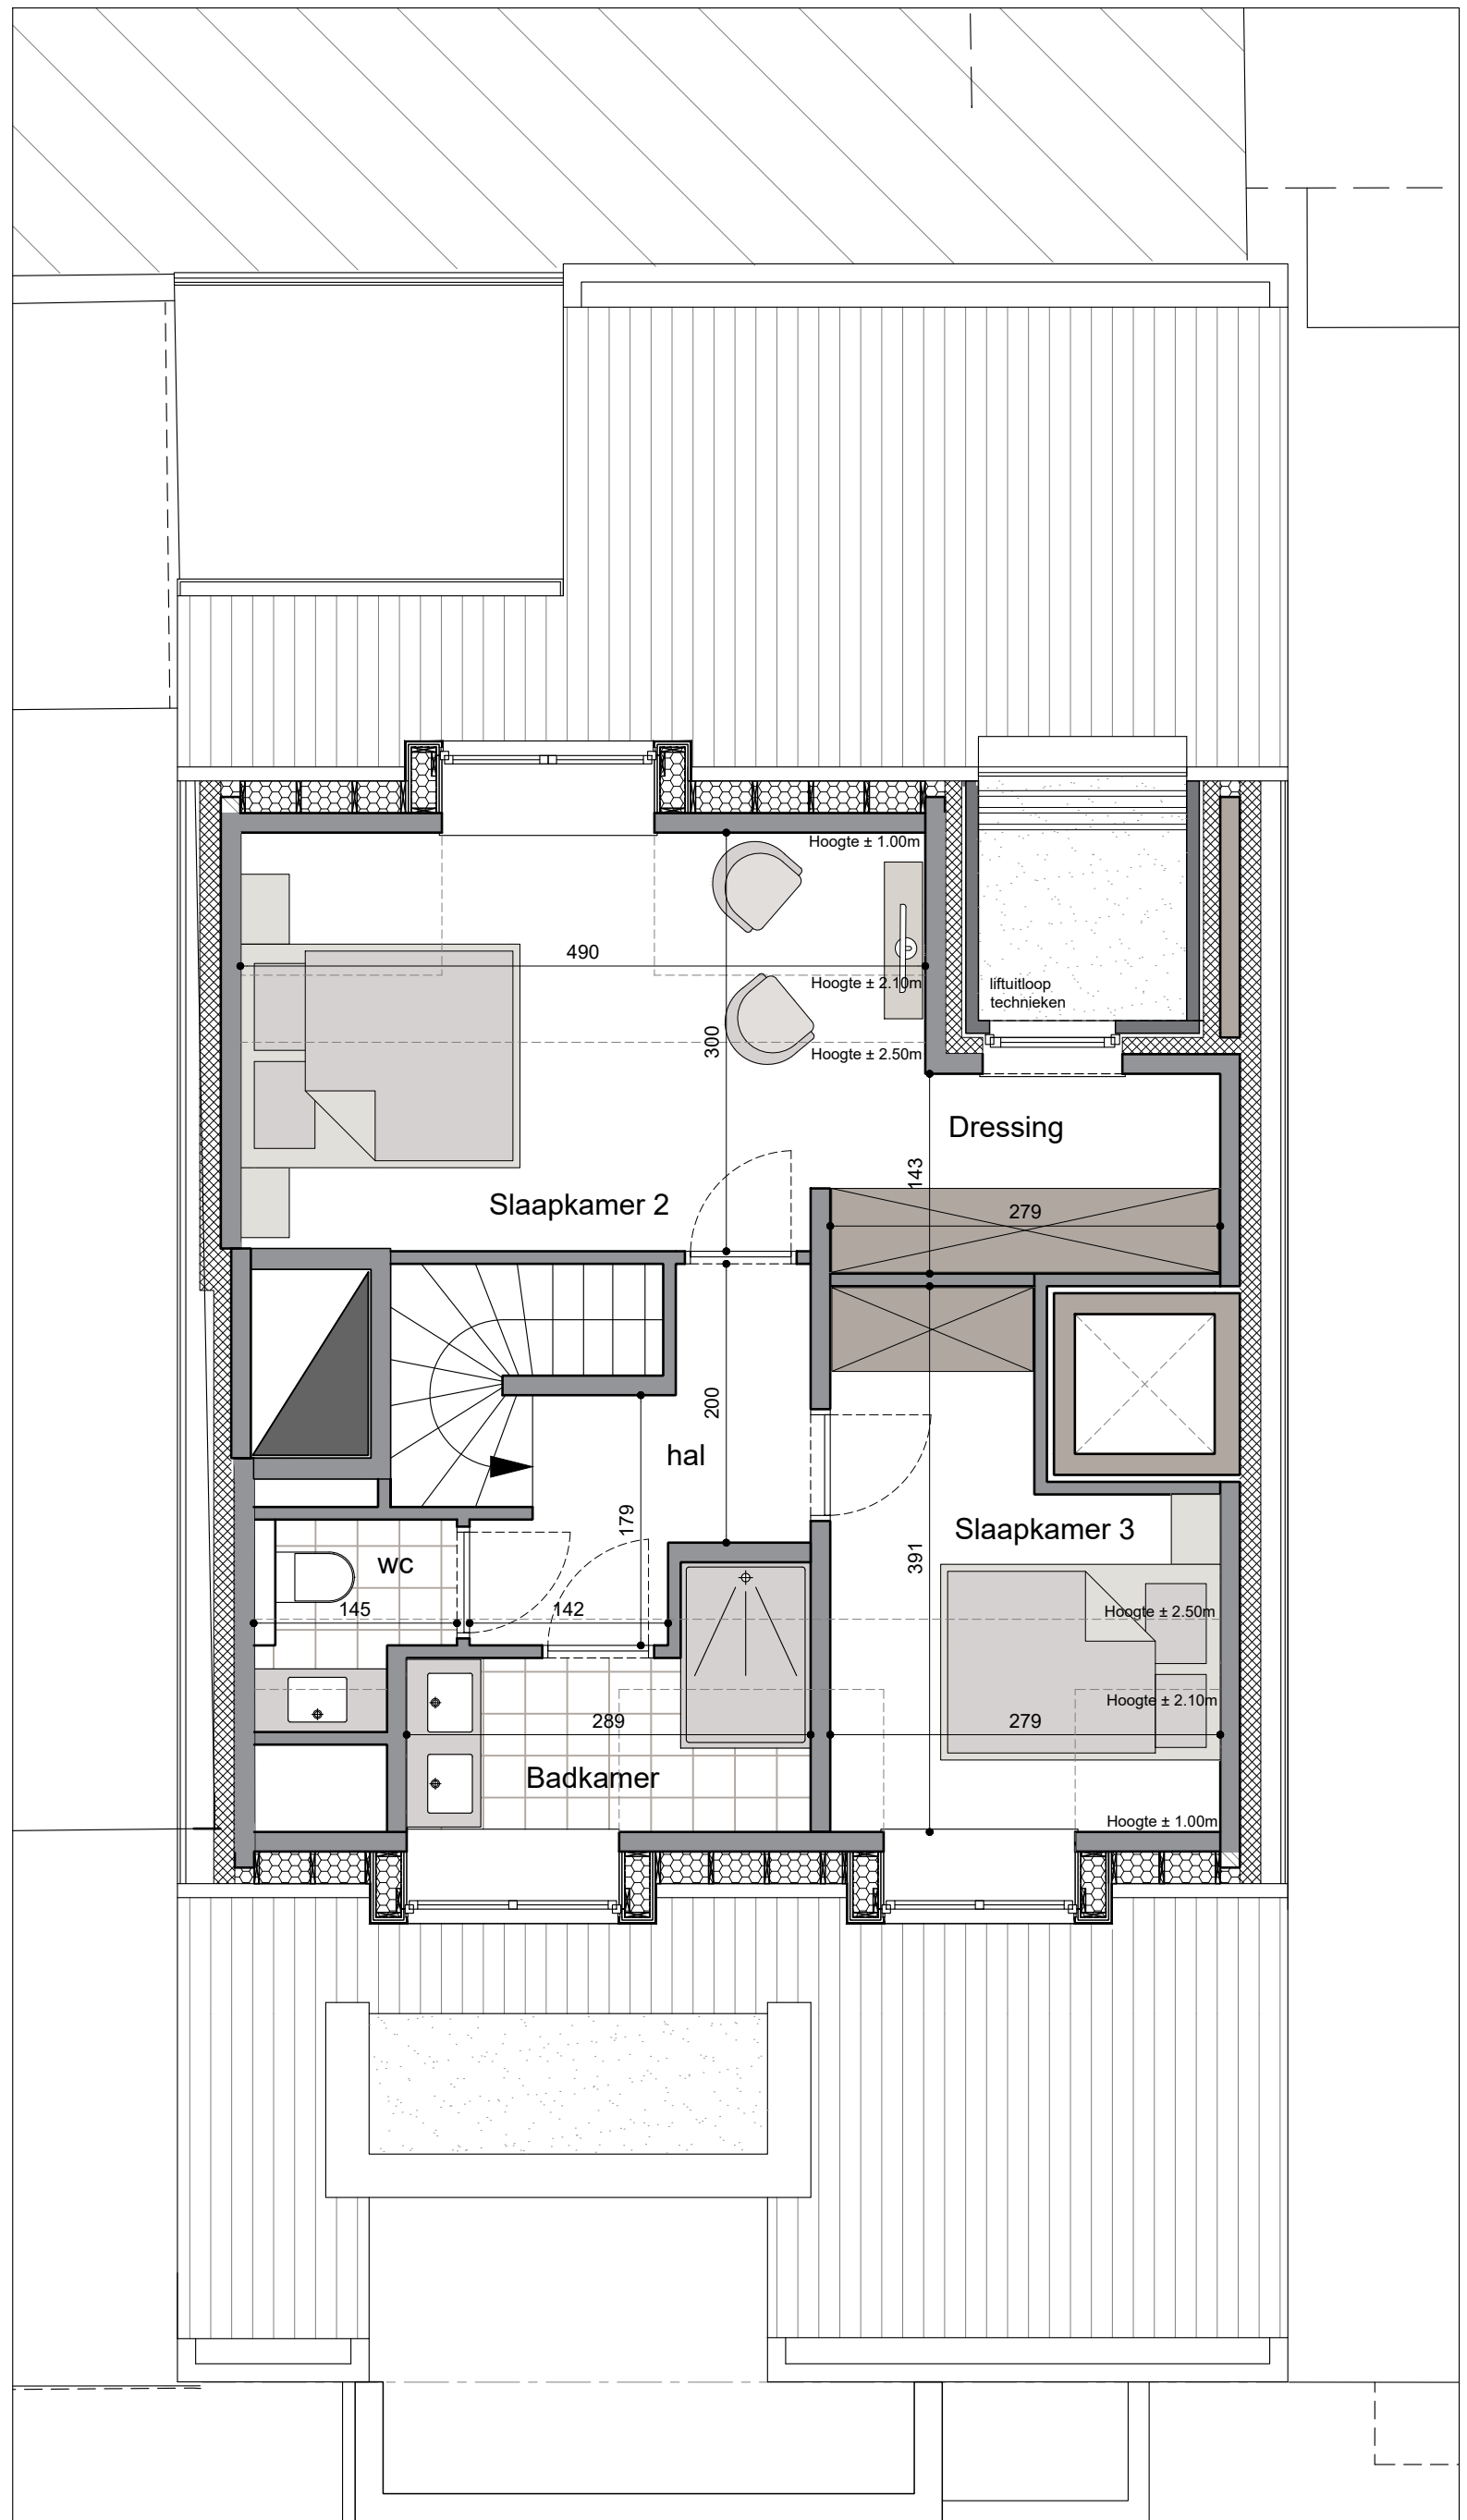 Hoogte ± 1.00m
490
Hoogte ± 2.10m
liftuitloop
technieken
300
Hoogte ± 2.50m
Dressing
143
Slaapkamer 2
279
200
hal
179
Slaapkamer 3
391
wc
145
142
Hoogte ± 2.50m
Hoogte ± 2.10m
289
279
Badkamer
Hoogte ± 1.00m